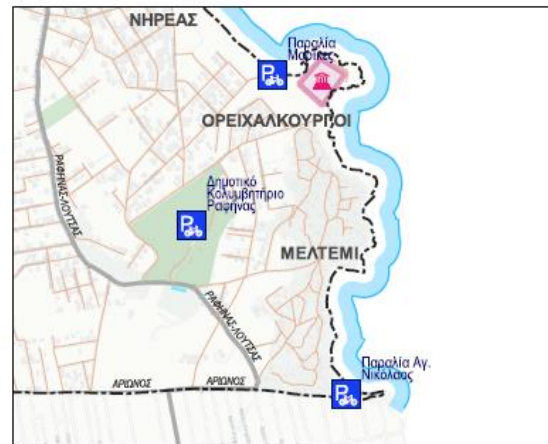 ΝΗΡΕΑΣ
Παραλία
Μαρίκες
ΟΡΕΙΧΑΛΚΟΥΡΓΟΙ
ΡΑΦΗΝΑΣ-ΛΟΥΤΣΑΣ
Δημοτικό
Κολυμβητήριο
Ραφήνας
ΜΕΛΤΕΜΙ
ΡΑΦΗΝΑΣ-ΛΟΥΤΣΑΣ
Παραλία Αγ.
Νικόλαος
ΑΡΙΩΝΟΣ
ΑΡΙΩΝΟΣ
P
P
P